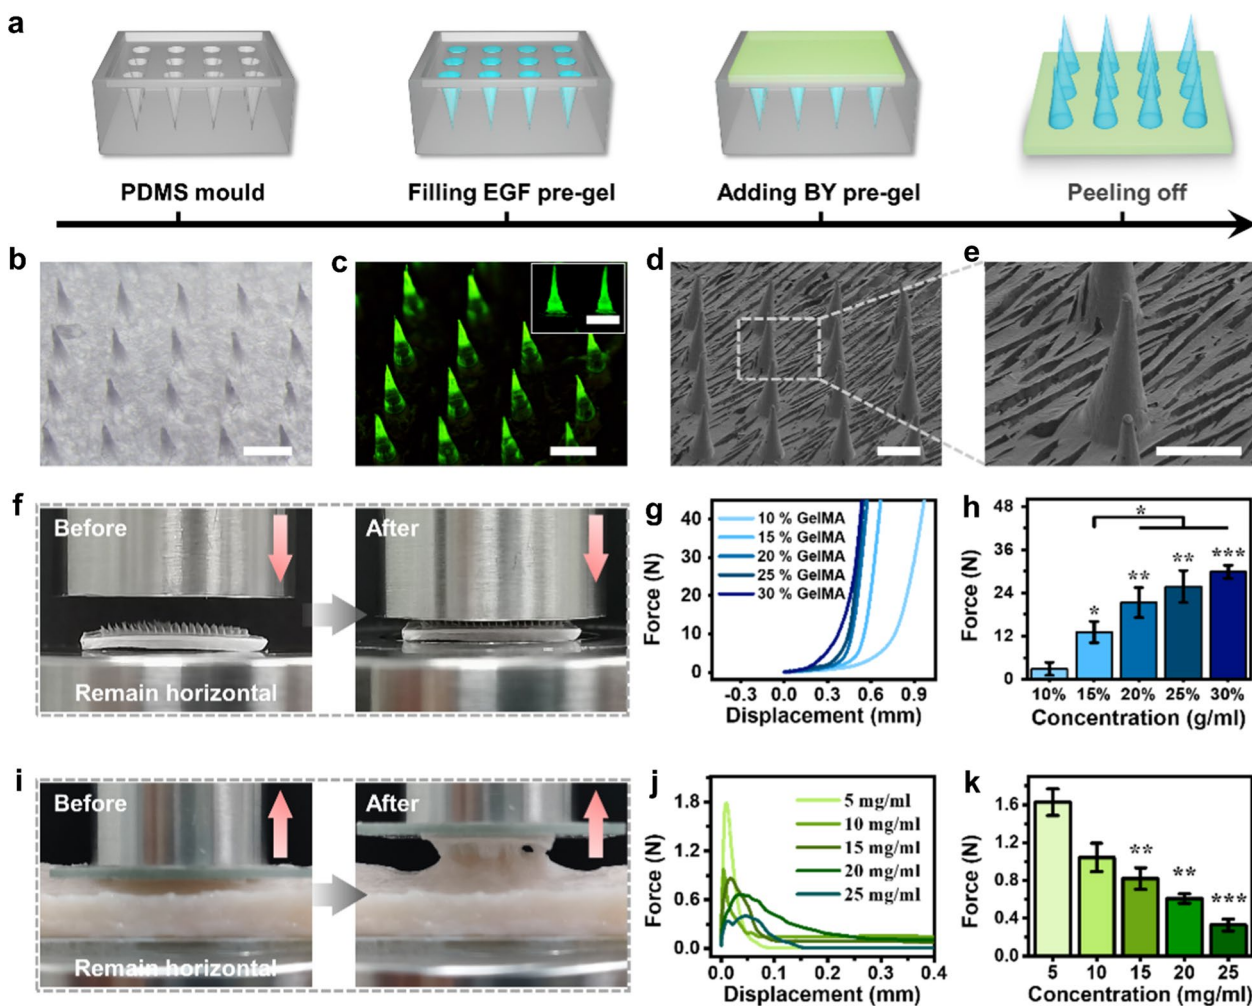 a
PDMS mould
Filling EGF pre-gel
Adding BY pre-gel
Peeling off
b
c
d
e
f
Before
After
Remain horizontal
g
Force (N)
40
30
20
10
0
10 % GelMA
15 % GelMA
20 % GelMA
25 % GelMA
30 % GelMA
-0.3 0.0 0.3 0.6 0.9
Displacement (mm)
h
Force (N)
48
36
24
12
0
*
*
**
**
***
10% 15% 20% 25% 30%
Concentration (g/ml)
i
Before
After
Remain horizontal
j
Force (N)
1.8
1.2
0.6
0.0
5 mg/ml
10 mg/ml
15 mg/ml
20 mg/ml
25 mg/ml
0.0 0.1 0.2 0.3 0.4
Displacement (mm)
k
Force (N)
1.6
1.2
0.8
0.4
0.0
**
**
***
5 10 15 20 25
Concentration (mg/ml)